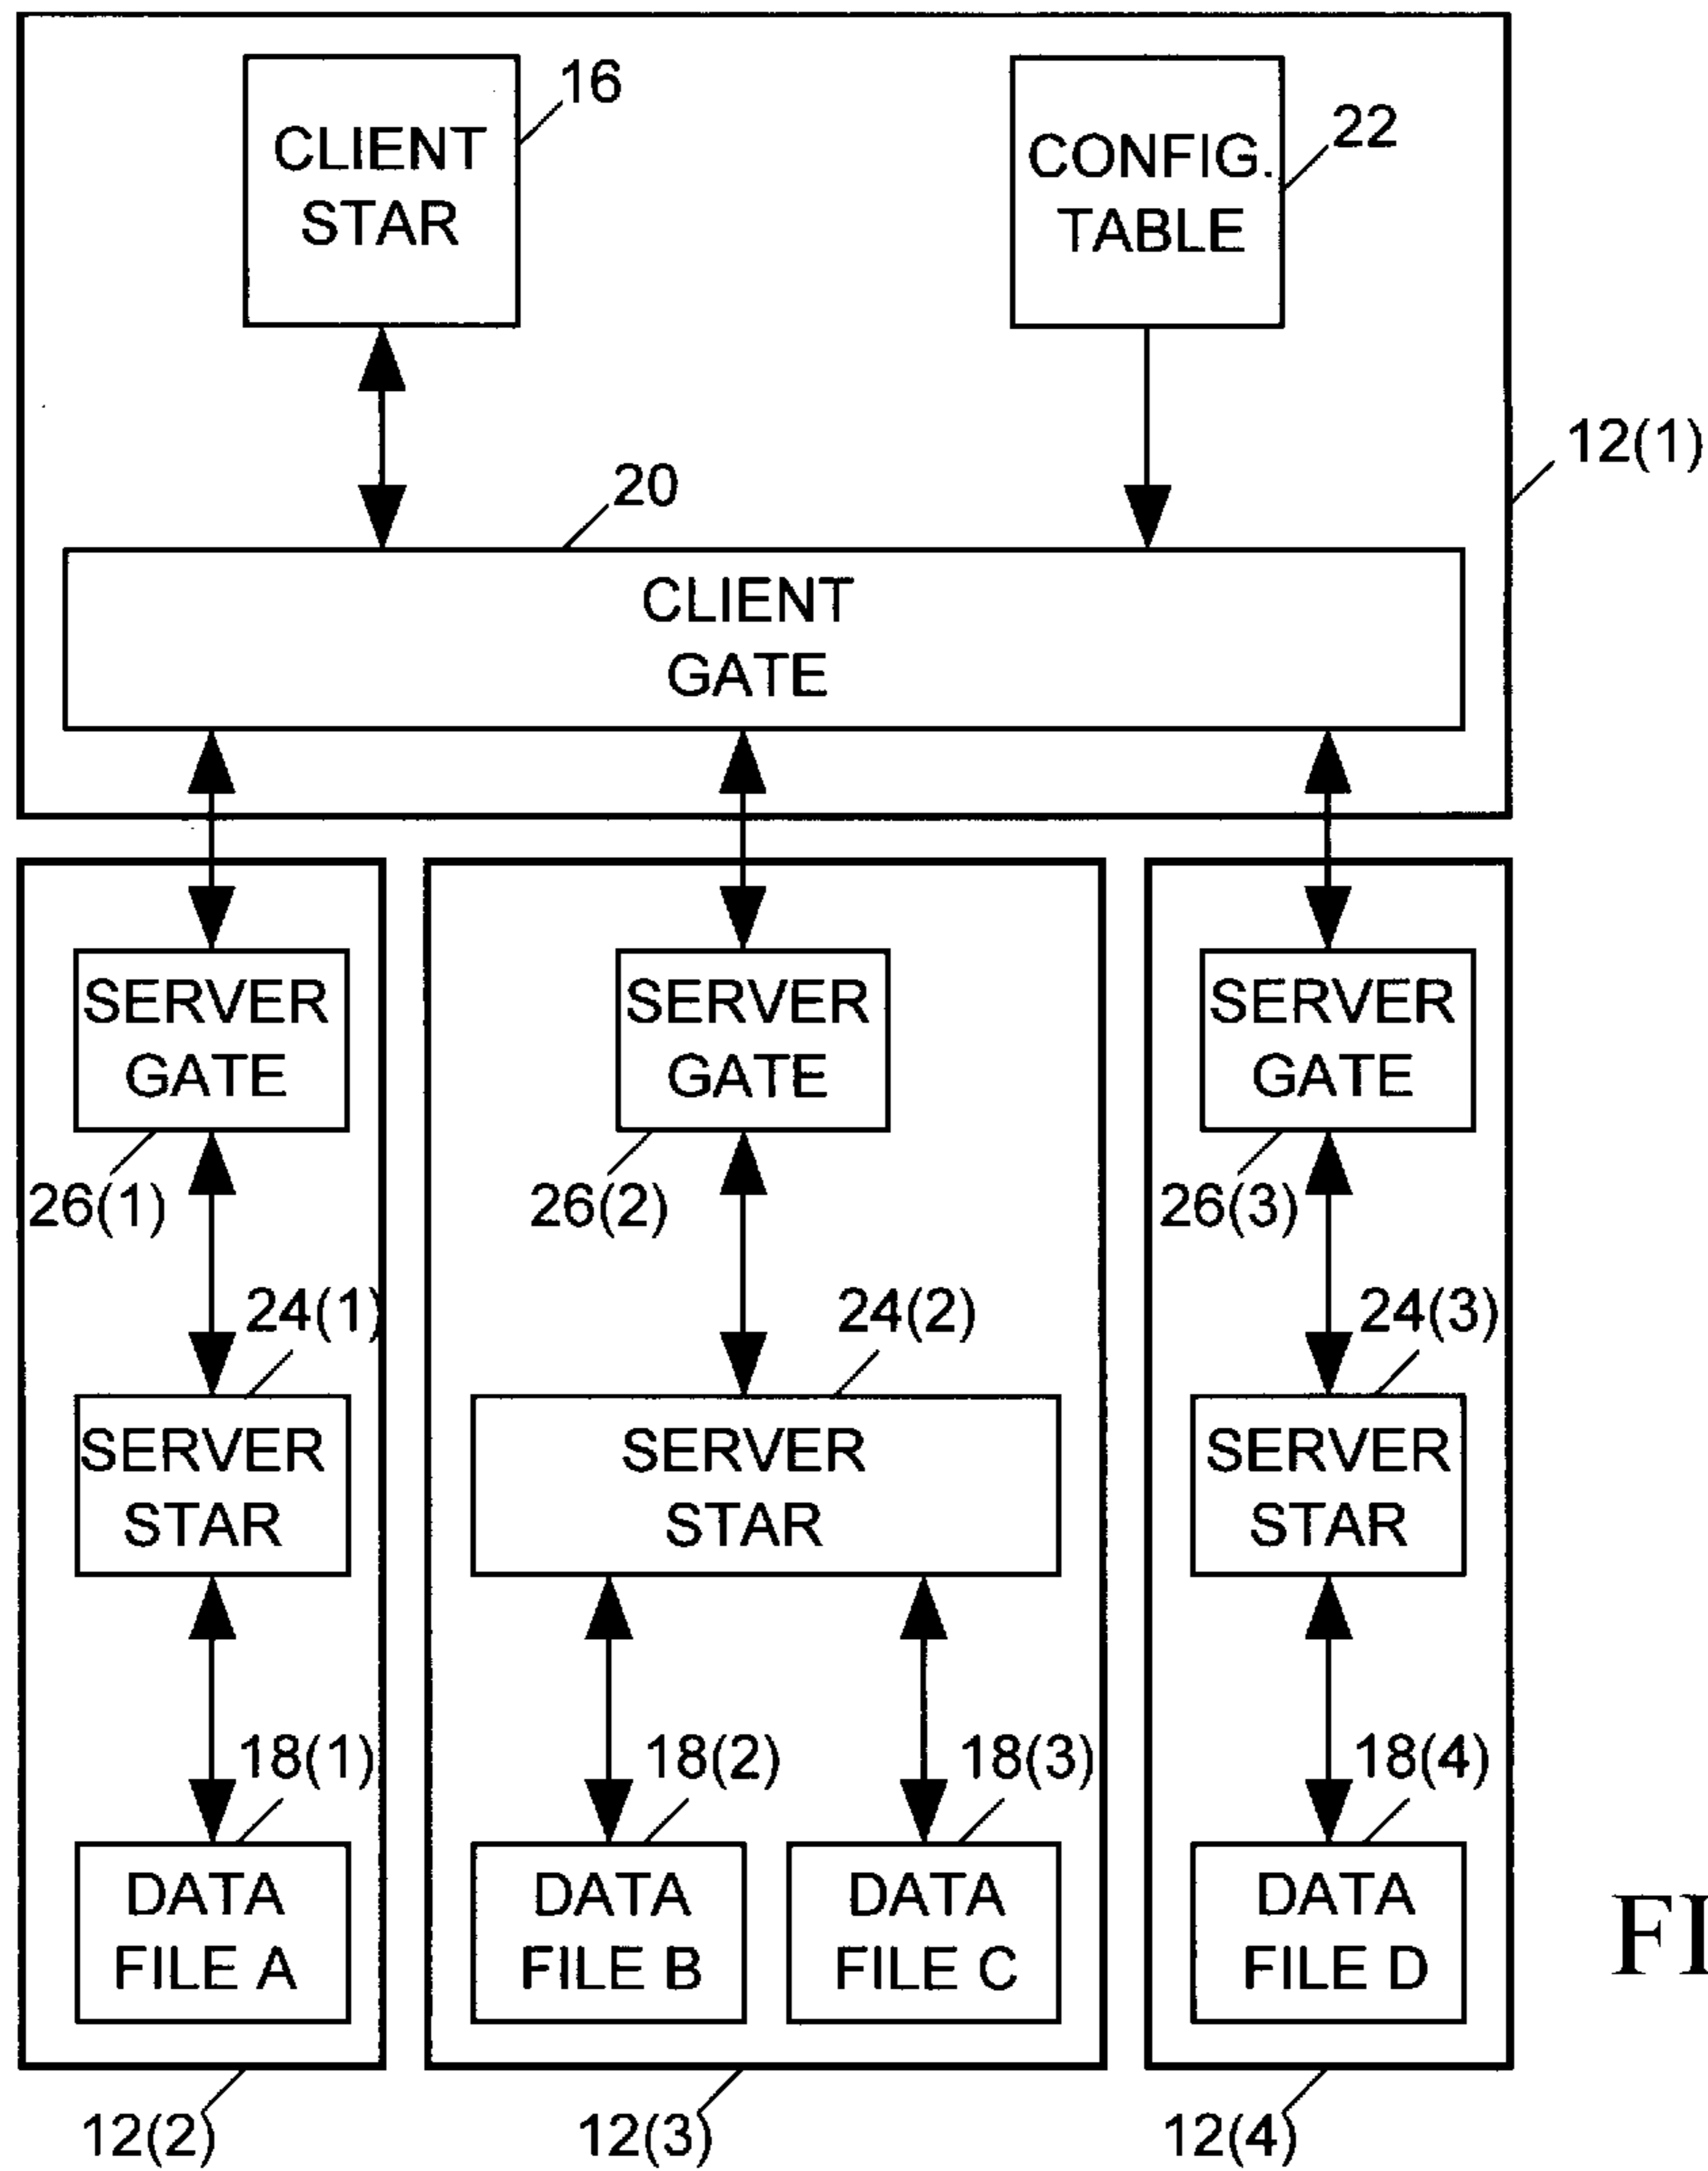 CLIENT
STAR
16
CONFIG.
TABLE
22
12(1)
20
CLIENT
GATE
SERVER
GATE
SERVER
GATE
SERVER
GATE
26(1)
26(2)
26(3)
24(1)
24(2)
24(3)
SERVER
STAR
SERVER
STAR
SERVER
STAR
18(1)
18(2)
18(3)
18(4)
DATA
FILE A
DATA
FILE B
DATA
FILE C
DATA
FILE D
FI
12(2)
12(3)
12(4)